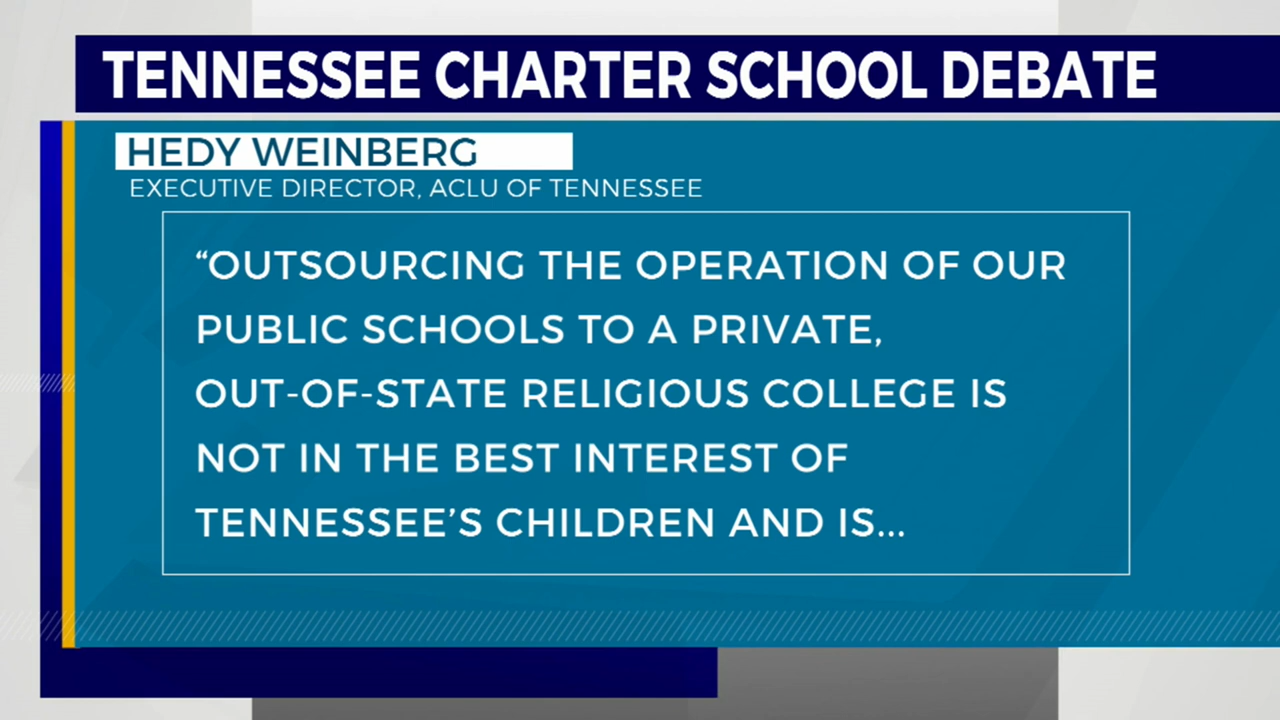 TENNESSEE CHARTER SCHOOL DEBATE
HEDY WEINBERG
EXECUTIVE DIRECTOR, ACLU OF TENNESSEE
“OUTSOURCING THE OPERATION OF OUR
PUBLIC SCHOOLS TO A PRIVATE,
OUT-OF-STATE RELIGIOUS COLLEGE IS
NOT IN THE BEST INTEREST OF
TENNESSEE’S CHILDREN AND IS...